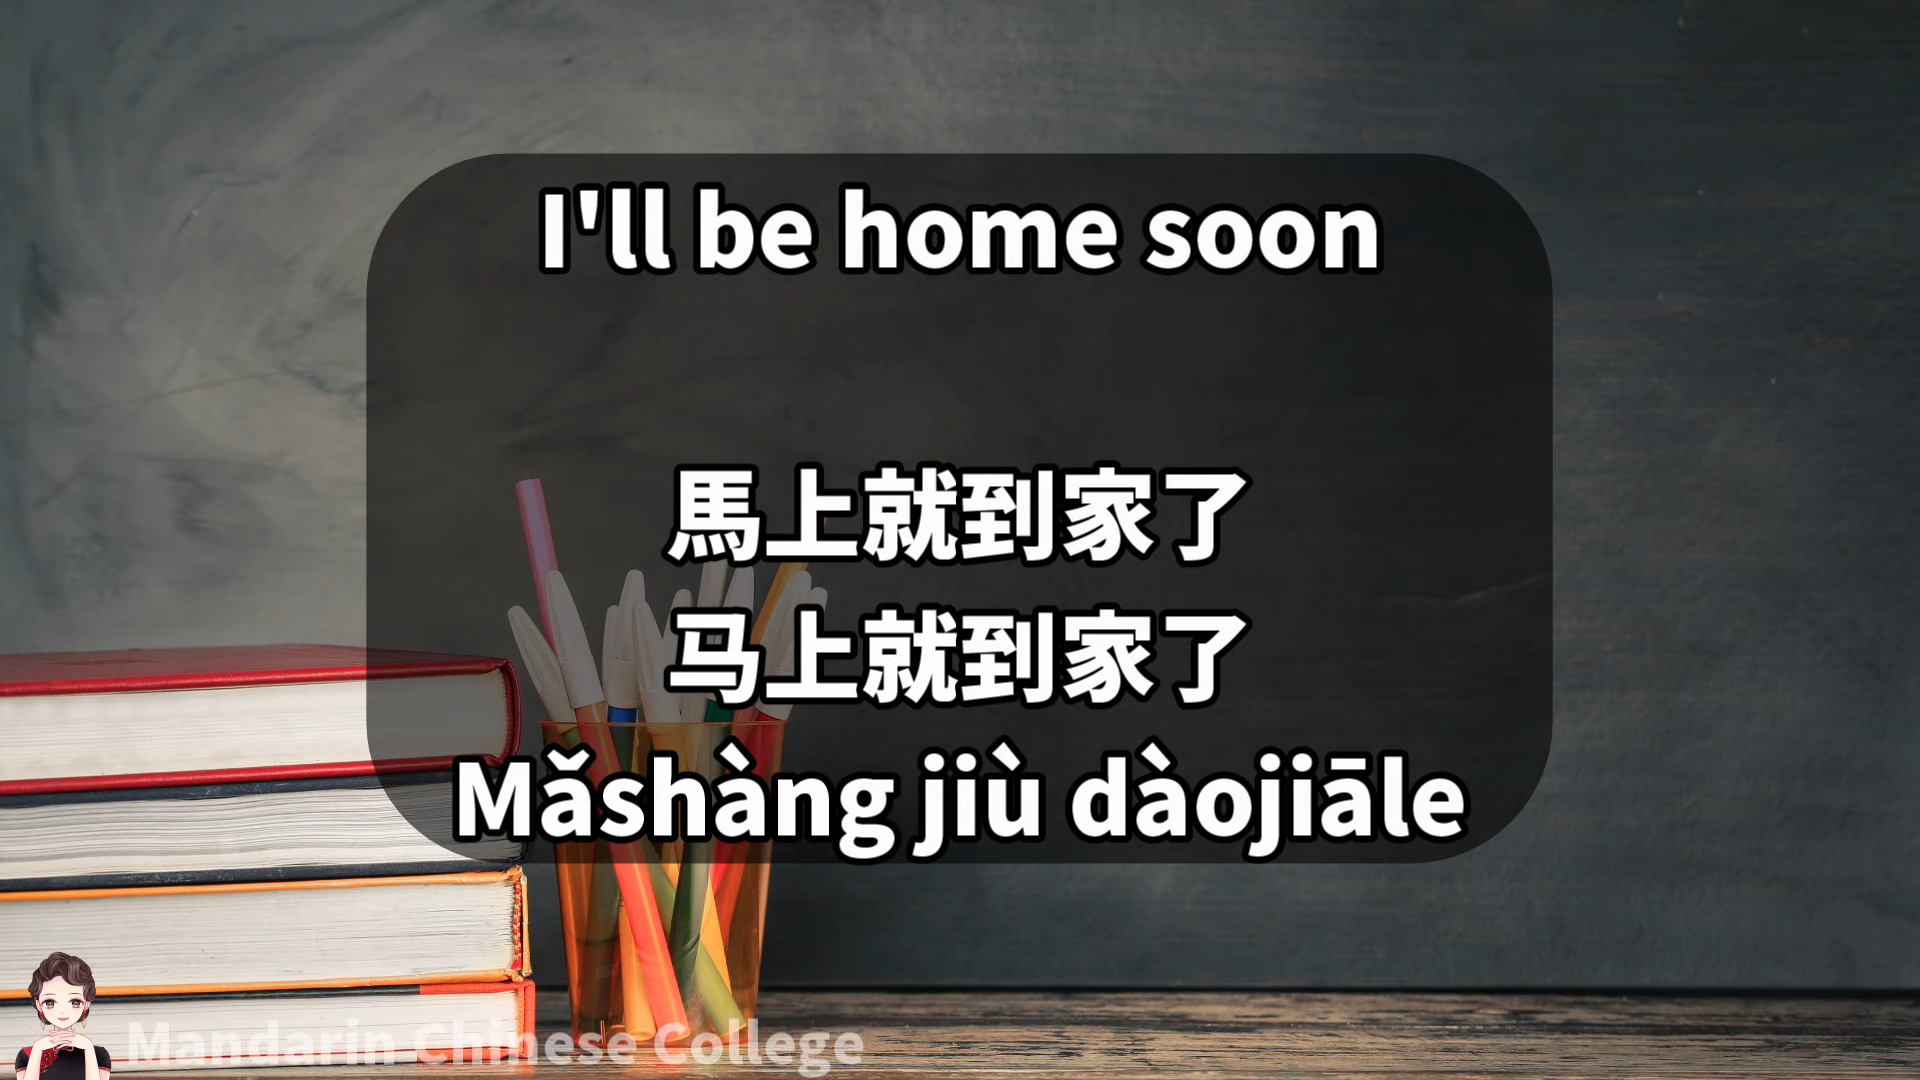 I'll be home soon
馬上就到家了
马上就到家了
Mǎshàng jiù dàojiāle
Mandarin Chinese College